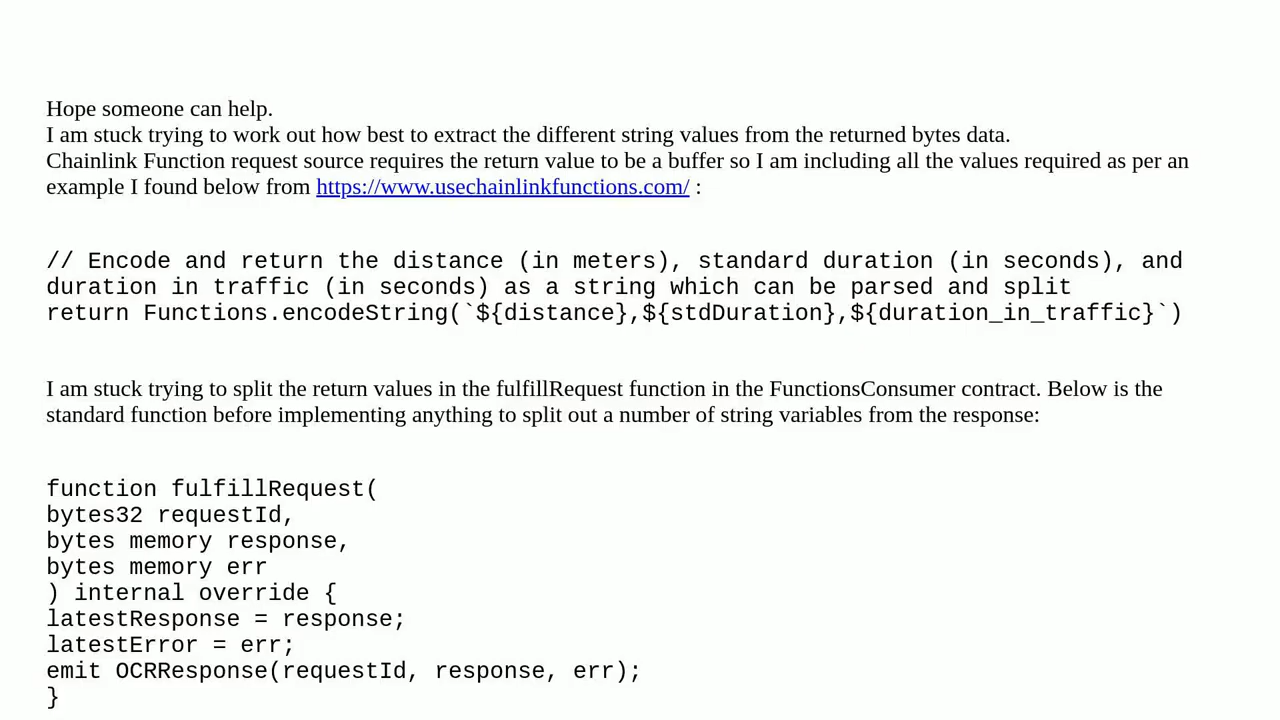 Hope someone can help.
I am stuck trying to work out how best to extract the different string values from the returned bytes data.
Chainlink Function request source requires the return value to be a buffer so I am including all the values required as per an
example I found below from https://www.usechainlinkfunctions.com/ :
// Encode and return the distance (in meters), standard duration (in seconds), and
duration in traffic (in seconds) as a string which can be parsed and split
return Functions.encodeString(`${distance},${stdDuration},${duration_in_traffic}`)
I am stuck trying to split the return values in the fulfillRequest function in the FunctionsConsumer contract. Below is the
standard function before implementing anything to split out a number of string variables from the response:
function fulfillRequest(
bytes32 requestId,
bytes memory response,
bytes memory err
) internal override {
latestResponse = response;
latestError = err;
emit OCRResponse(requestId, response, err);
}